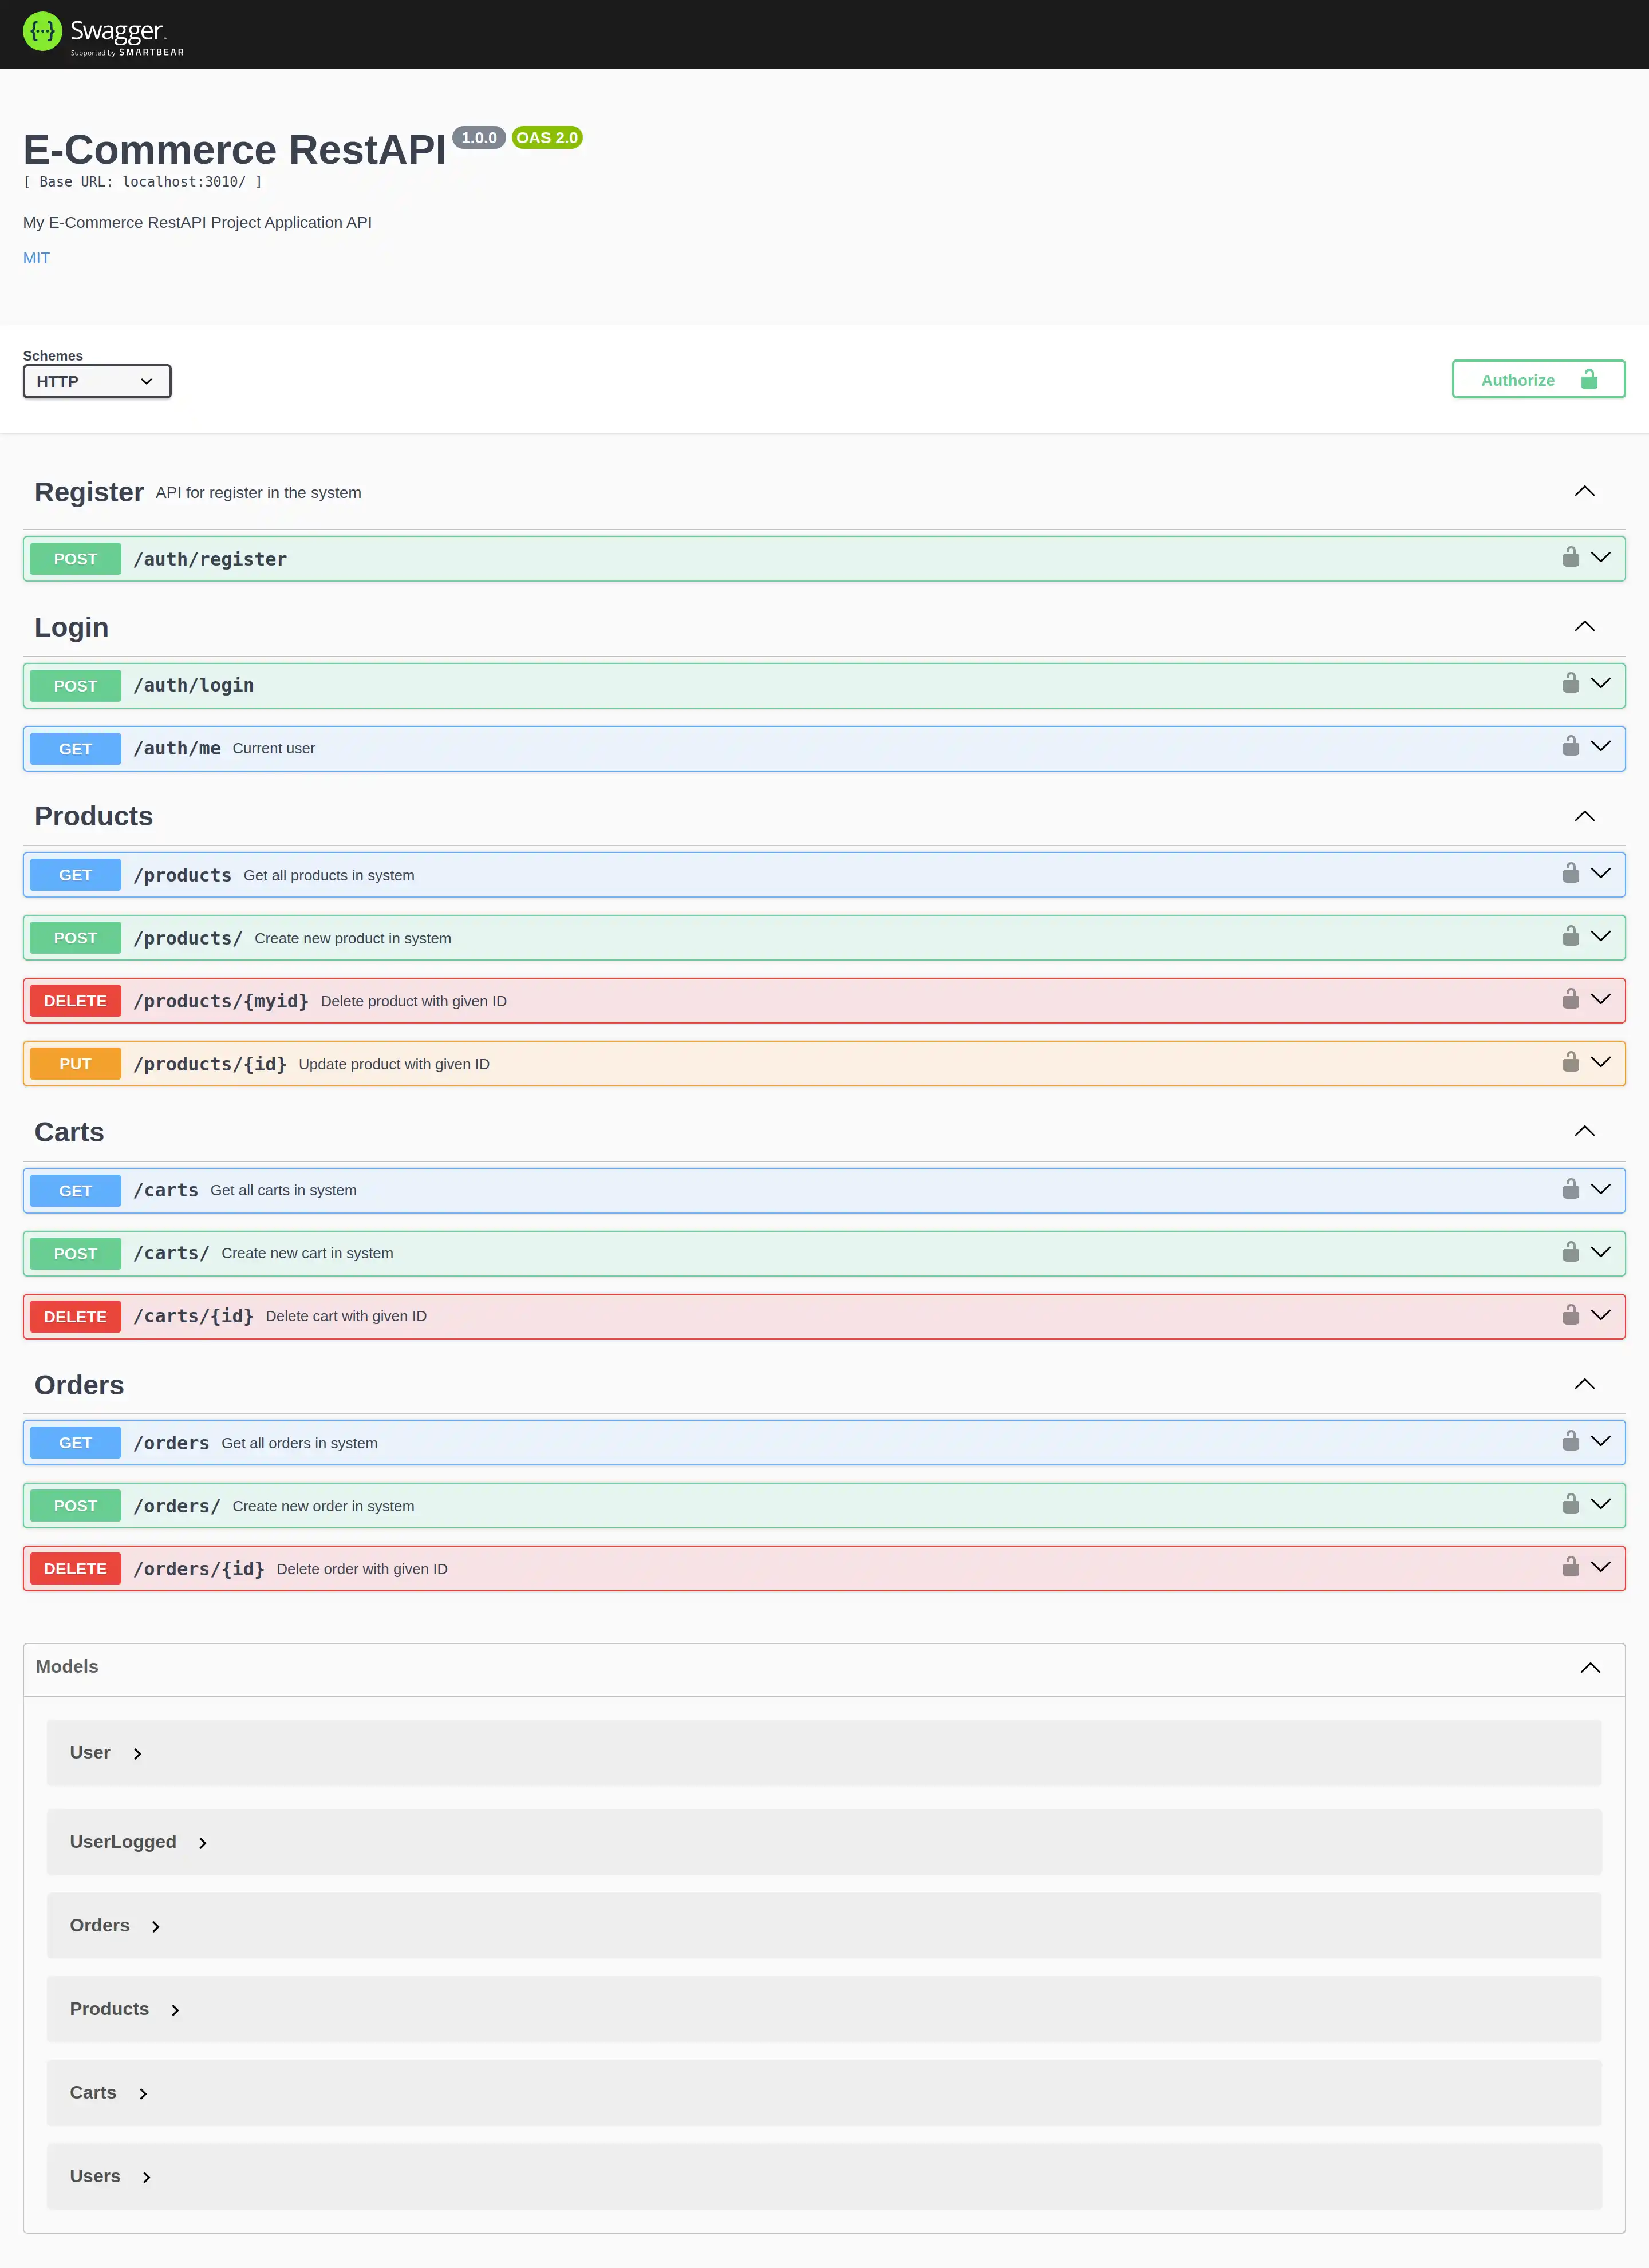 Swagger
Supported by SMARTBEAR
E-Commerce RestAPI 1.0.0 OAS 2.0
[ Base URL: localhost:3010/ ]
My E-Commerce RestAPI Project Application API
MIT
Schemes
HTTP
Authorize
Register API for register in the system
POST /auth/register
Login
POST /auth/login
GET /auth/me Current user
Products
GET /products Get all products in system
POST /products/ Create new product in system
DELETE /products/{myid} Delete product with given ID
PUT /products/{id} Update product with given ID
Carts
GET /carts Get all carts in system
POST /carts/ Create new cart in system
DELETE /carts/{id} Delete cart with given ID
Orders
GET /orders Get all orders in system
POST /orders/ Create new order in system
DELETE /orders/{id} Delete order with given ID
Models
User
UserLogged
Orders
Products
Carts
Users